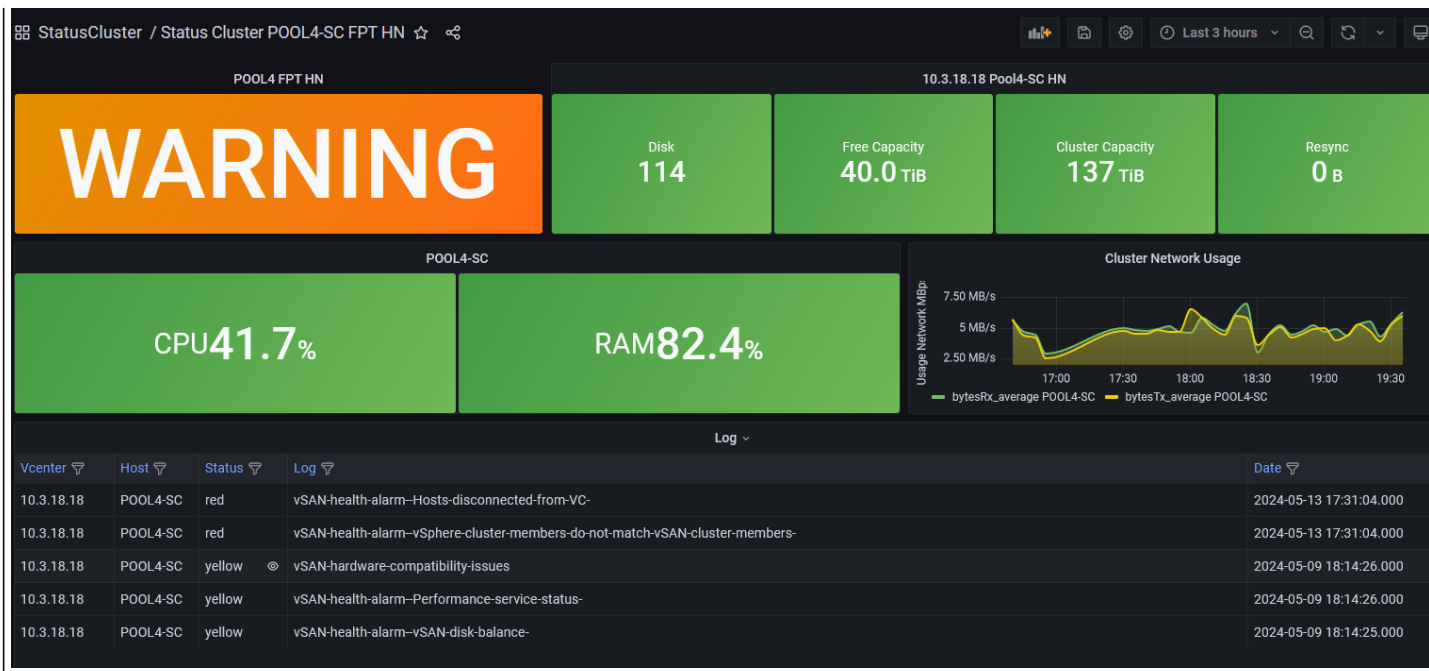 StatusCluster / Status Cluster POOL4-SC FPT HN
Last 3 hours
POOL4 FPT HN
WARNING
10.3.18.18 Pool4-SC HN
Disk
114
Free Capacity
40.0 TiB
Cluster Capacity
137 TiB
Resync
0 B
POOL4-SC
CPU41.7%
RAM82.4%
Cluster Network Usage
Usage Network MBp
7.50 MB/s
5 MB/s
2.50 MB/s
17:00 17:30 18:00 18:30 19:00 19:30
bytesRx_average POOL4-SC bytesTx_average POOL4-SC
Log
Vcenter Host Status Log Date
10.3.18.18 POOL4-SC red vSAN-health-alarm--Hosts-disconnected-from-VC- 2024-05-13 17:31:04.000
10.3.18.18 POOL4-SC red vSAN-health-alarm--vSphere-cluster-members-do-not-match-vSAN-cluster-members- 2024-05-13 17:31:04.000
10.3.18.18 POOL4-SC yellow vSAN-hardware-compatibility-issues 2024-05-09 18:14:26.000
10.3.18.18 POOL4-SC yellow vSAN-health-alarm--Performance-service-status- 2024-05-09 18:14:26.000
10.3.18.18 POOL4-SC yellow vSAN-health-alarm--vSAN-disk-balance- 2024-05-09 18:14:25.000